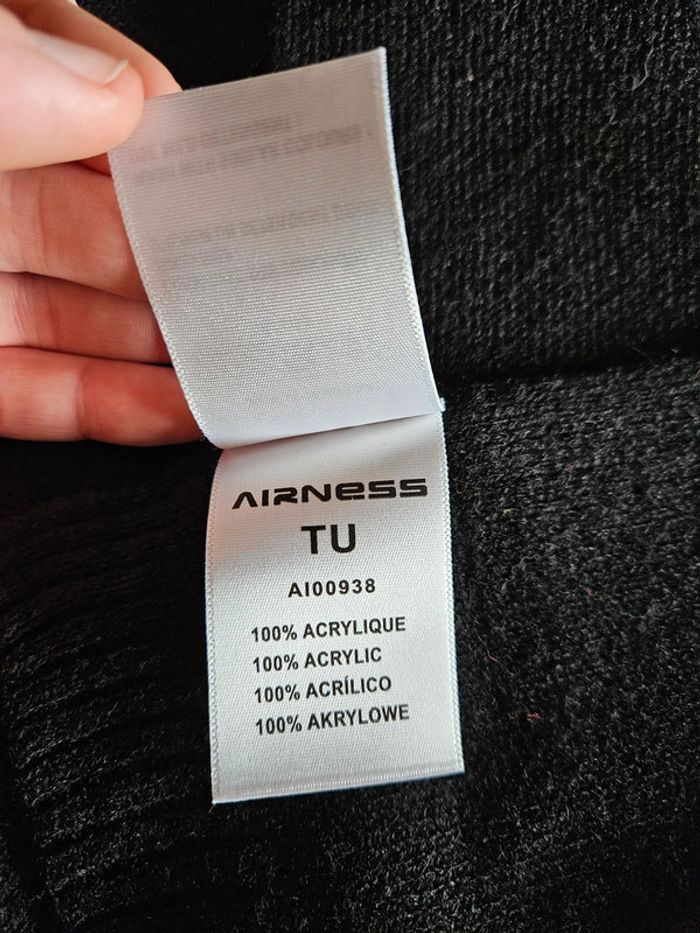 AIRNESS
TU
AI00938
100% ACRYLIQUE
100% ACRYLIC
100% ACRÍLICO
100% AKRYLOWE